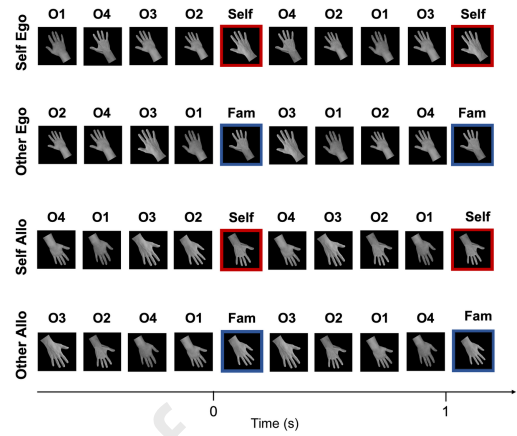 Self Ego
O1 O4 O3 O2 Self O4 O2 O1 O3 Self
Other Ego
O2 O4 O3 O1 Fam O3 O1 O2 O4 Fam
Self Allo
O4 O1 O3 O2 Self O4 O3 O2 O1 Self
Other Allo
O3 O2 O4 O1 Fam O3 O2 O1 O4 Fam
0 1
Time (s)
c